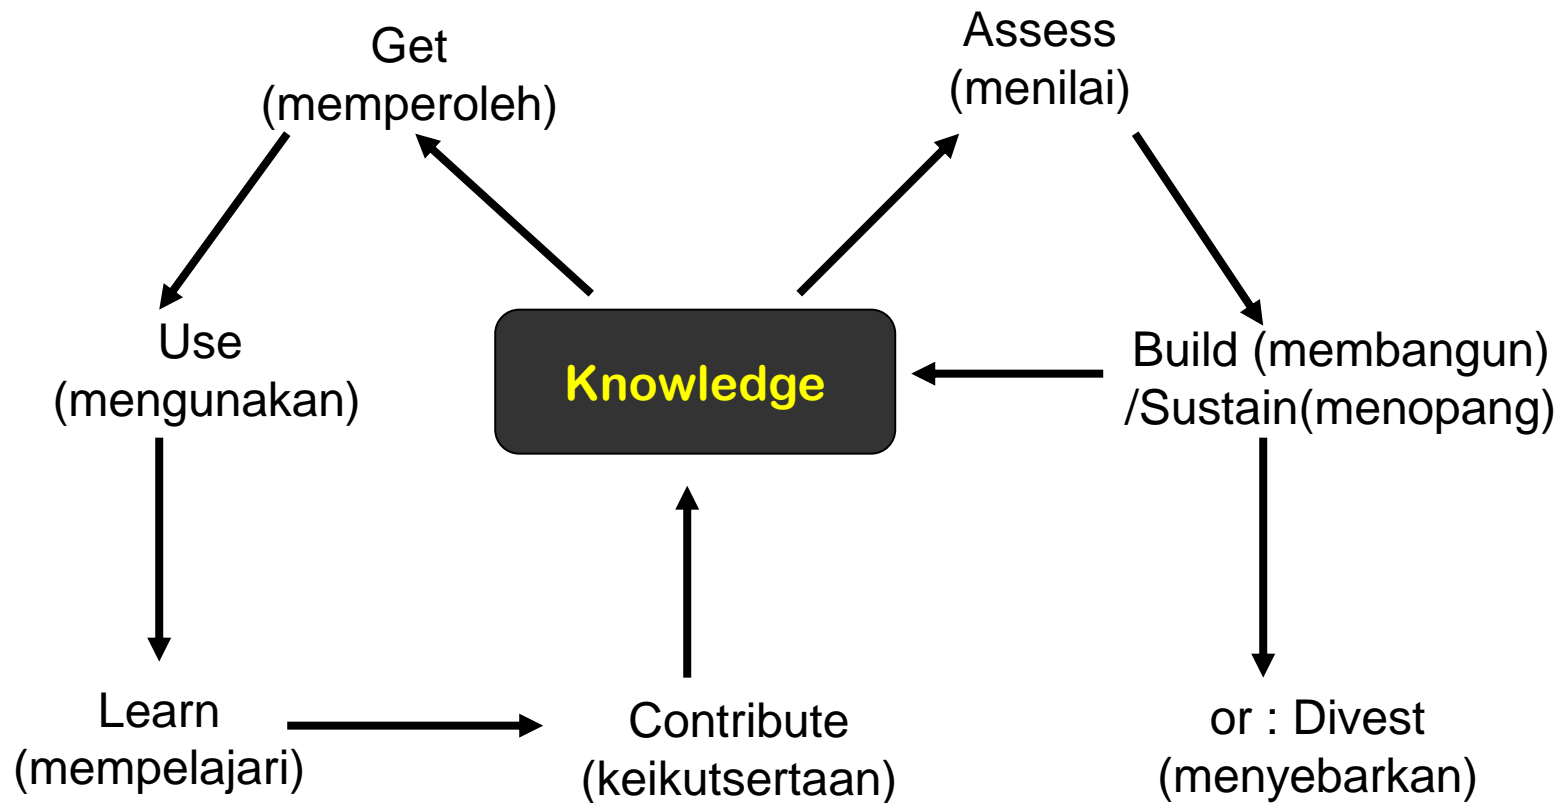 Get
(memperoleh)
Assess
(menilai)
Use
(mengunakan)
Knowledge
Build (membangun)
/Sustain(menopang)
Learn
(mempelajari)
Contribute
(keikutsertaan)
or : Divest
(menyebarkan)